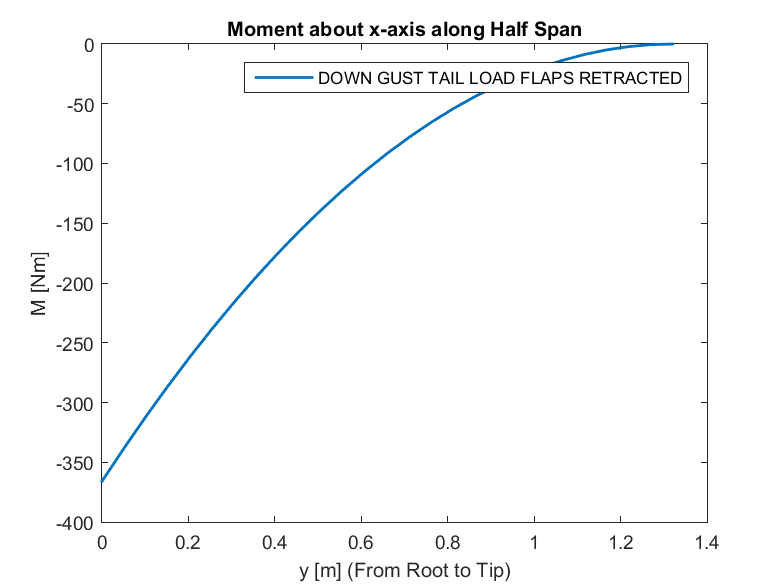 Moment about x-axis along Half Span
DOWN GUST TAIL LOAD FLAPS RETRACTED
0
-50
-100
-150
-200
-250
-300
-350
-400
M [Nm]
0 0.2 0.4 0.6 0.8 1 1.2 1.4
y [m] (From Root to Tip)